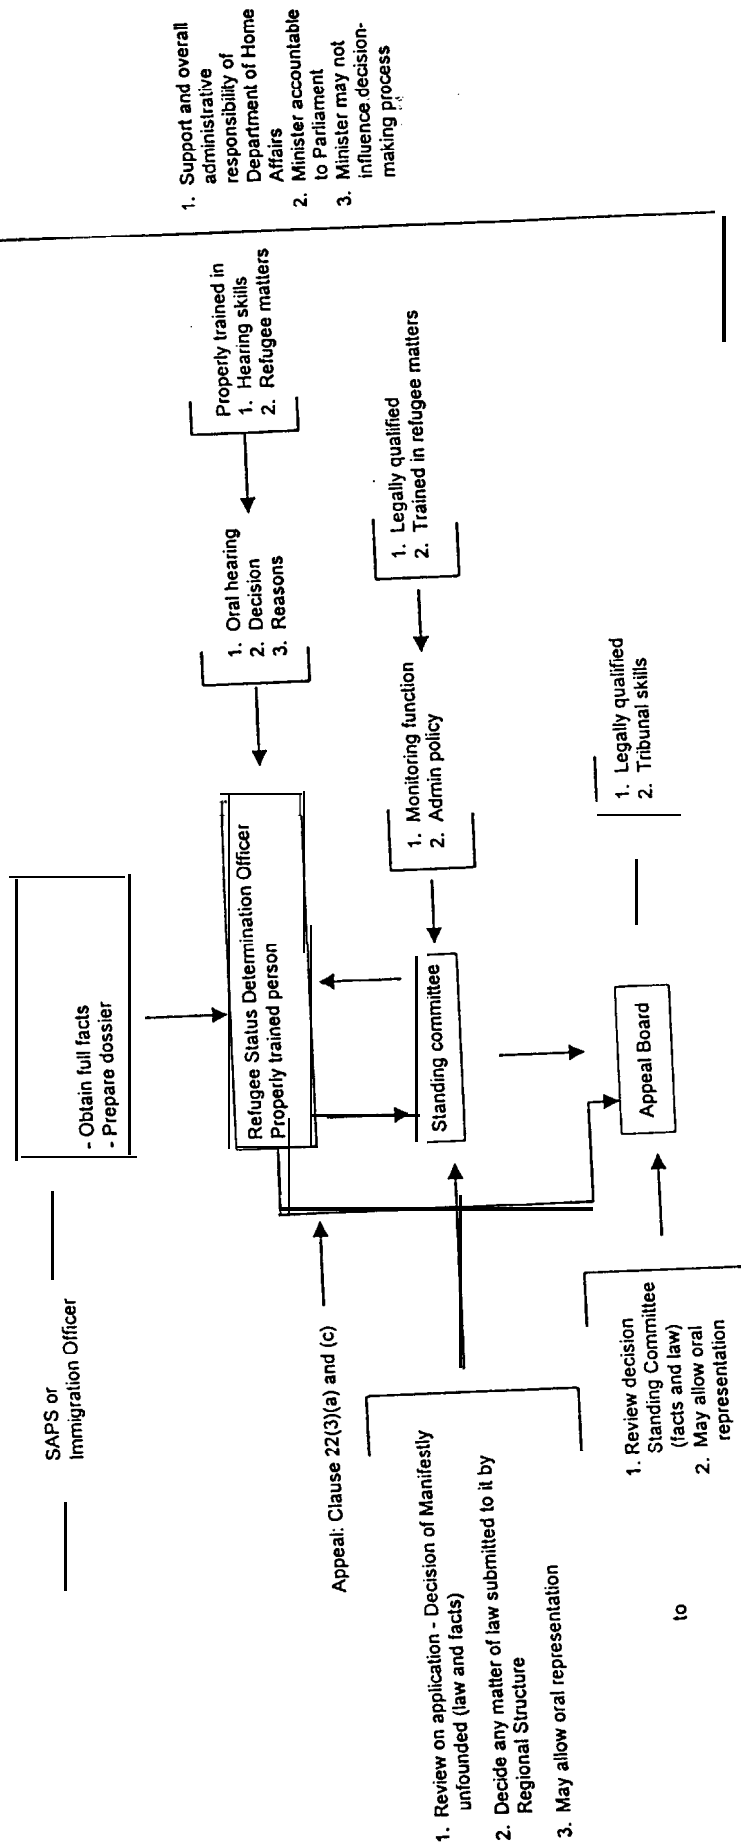 SAPS or
Immigration Officer
- Obtain full facts
- Prepare dossier
Appeal: Clause 22(3)(a) and (c)
Refugee Status Determination Officer
Properly trained person
1. Oral hearing
2. Decision
3. Reasons
Properly trained in
1. Hearing skills
2. Refugee matters
1. Support and overall
administrative
responsibility of
Department of Home
Affairs
2. Minister accountable
to Parliament
3. Minister may not
influence decision-
making process
1. Review on application - Decision of Manifestly
unfounded (law and facts)
2. Decide any matter of law submitted to it by
Regional Structure
3. May allow oral representation
Standing committee
1. Monitoring function
2. Admin policy
1. Legally qualified
2. Trained in refugee matters
to
1. Review decision
Standing Committee
(facts and law)
2. May allow oral
representation
Appeal Board
1. Legally qualified
2. Tribunal skills